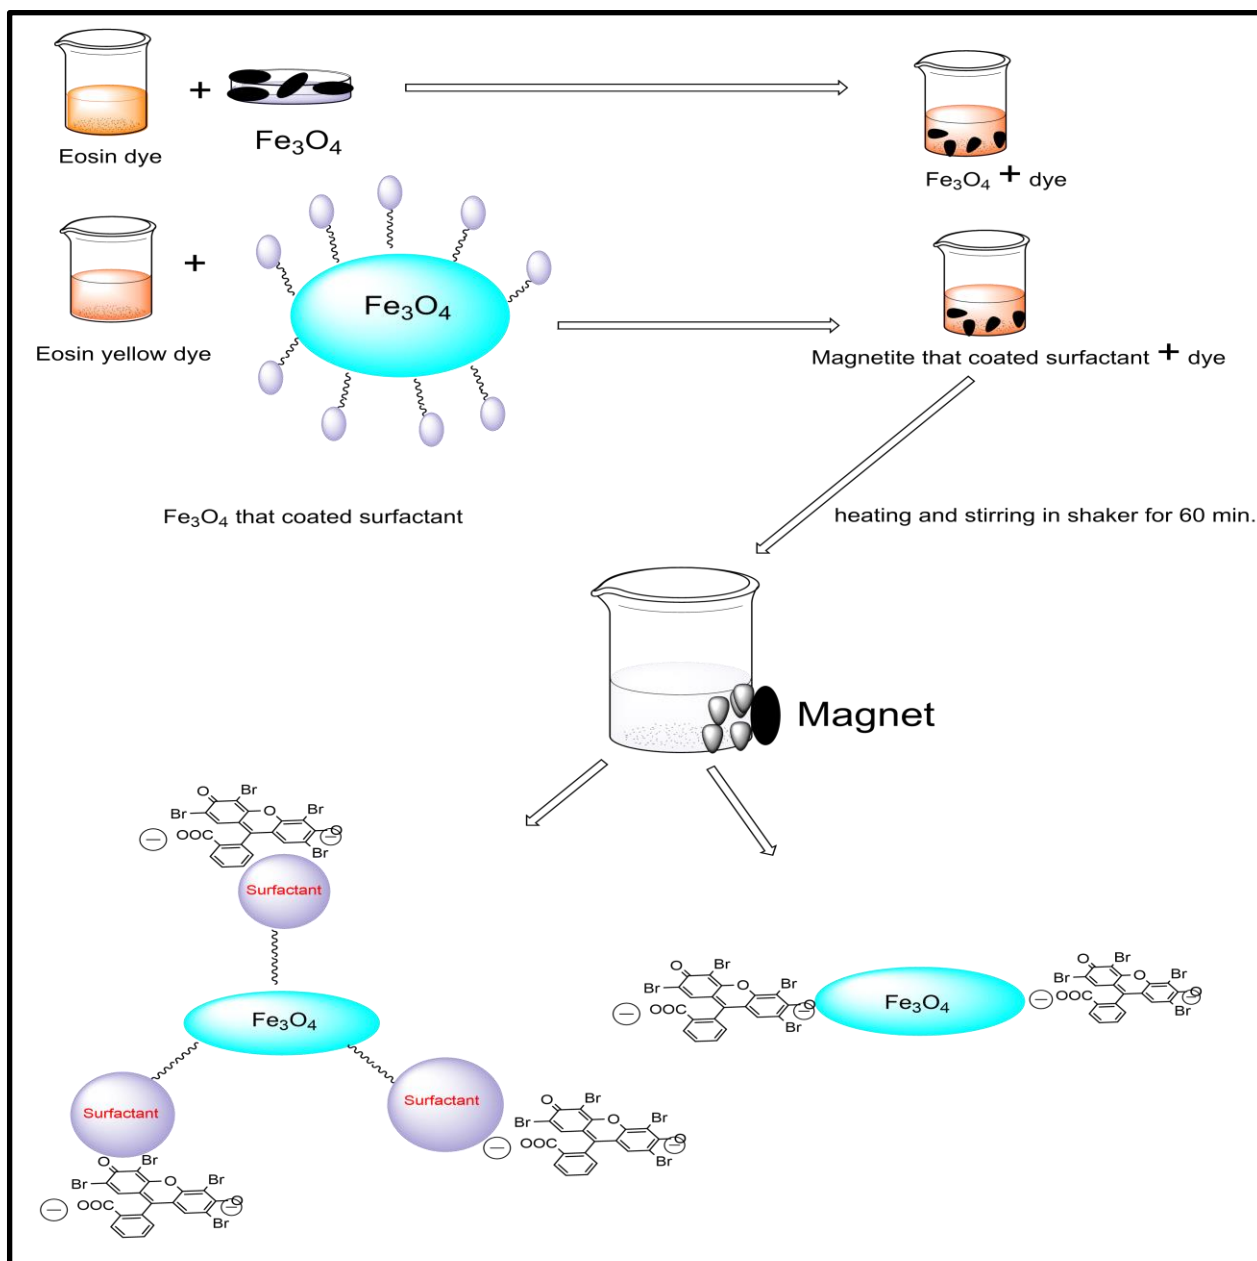 +
Eosin dye
Fe₃O₄
Fe₃O₄ + dye
+
Fe₃O₄
Eosin yellow dye
Magnetite that coated surfactant + dye
Fe₃O₄ that coated surfactant
heating and stirring in shaker for 60 min.
Magnet
O
Br
Br
O
Br
O
− OOC
−
Br
Surfactant
Fe₃O₄
Surfactant
O
Br
Br
O
Br
O
− OOC
−
Br
Surfactant
O
Br
Br
O
Br
O
− OOC
−
Br
O
Br
Br
O
Br
O
− OOC
−
Br
Fe₃O₄
O
Br
Br
O
Br
O
− OOC
−
Br